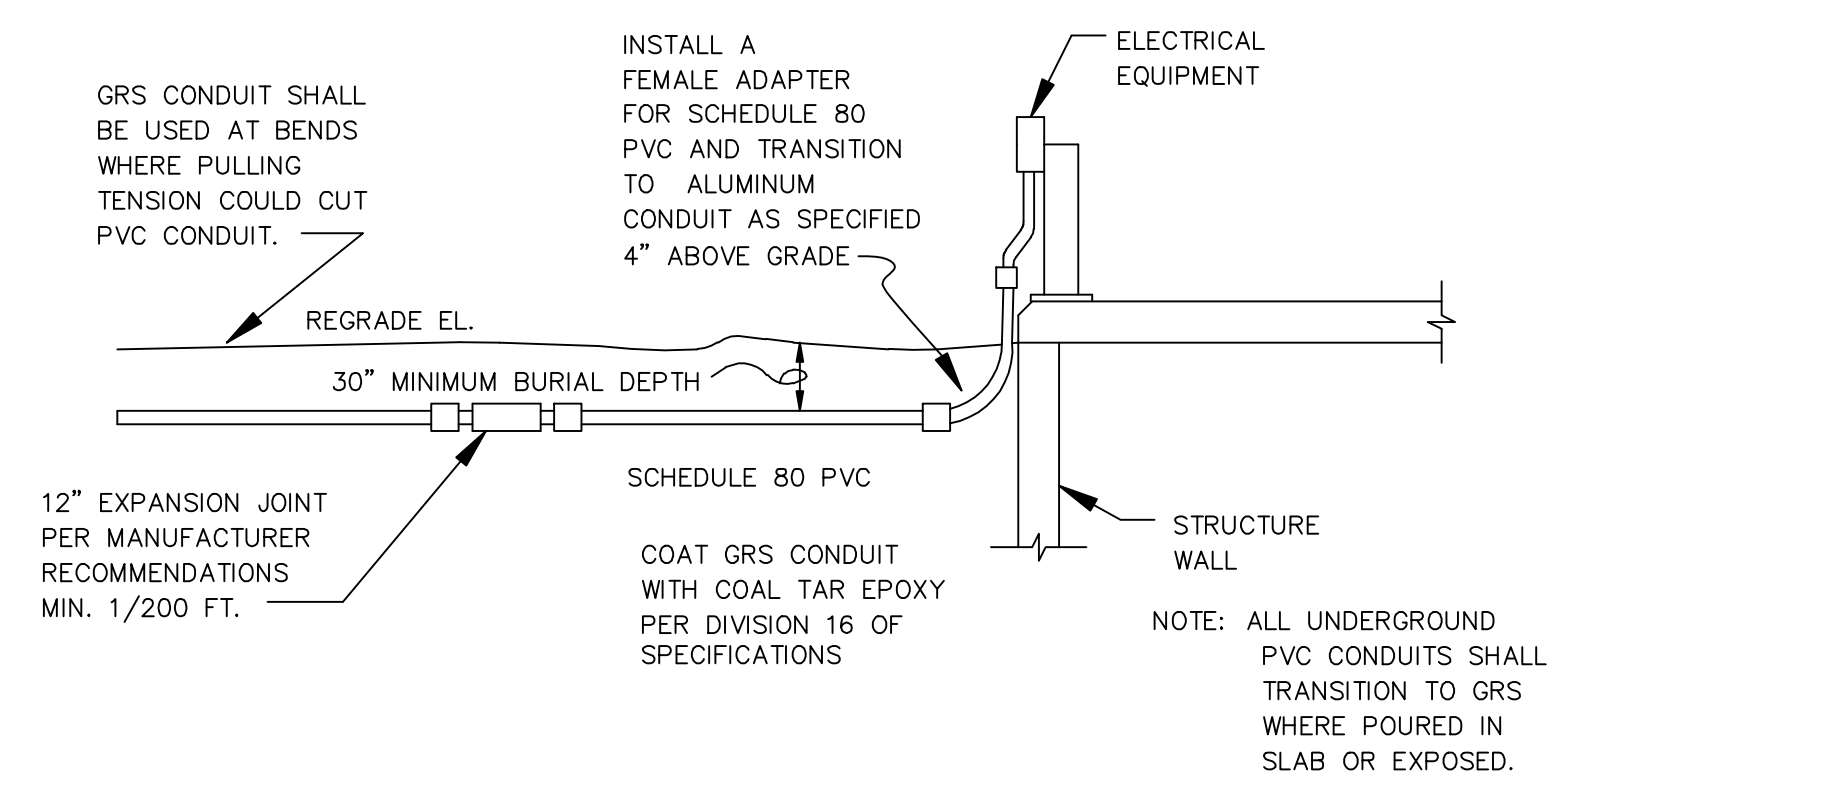 GRS CONDUIT SHALL
BE USED AT BENDS
WHERE PULLING
TENSION COULD CUT
PVC CONDUIT.
INSTALL A
FEMALE ADAPTER
FOR SCHEDULE 80
PVC AND TRANSITION
TO ALUMINUM
CONDUIT AS SPECIFIED
4” ABOVE GRADE
ELECTRICAL
EQUIPMENT
REGRADE EL.
30” MINIMUM BURIAL DEPTH
12” EXPANSION JOINT
PER MANUFACTURER
RECOMMENDATIONS
MIN. 1/200 FT.
SCHEDULE 80 PVC
COAT GRS CONDUIT
WITH COAL TAR EPOXY
PER DIVISION 16 OF
SPECIFICATIONS
STRUCTURE
WALL
NOTE: ALL UNDERGROUND
PVC CONDUITS SHALL
TRANSITION TO GRS
WHERE POURED IN
SLAB OR EXPOSED.